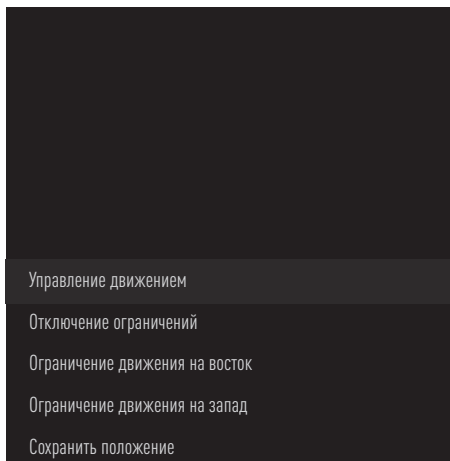 Управление движением
Отключение ограничений
Ограничение движения на восток
Ограничение движения на запад
Сохранить положение